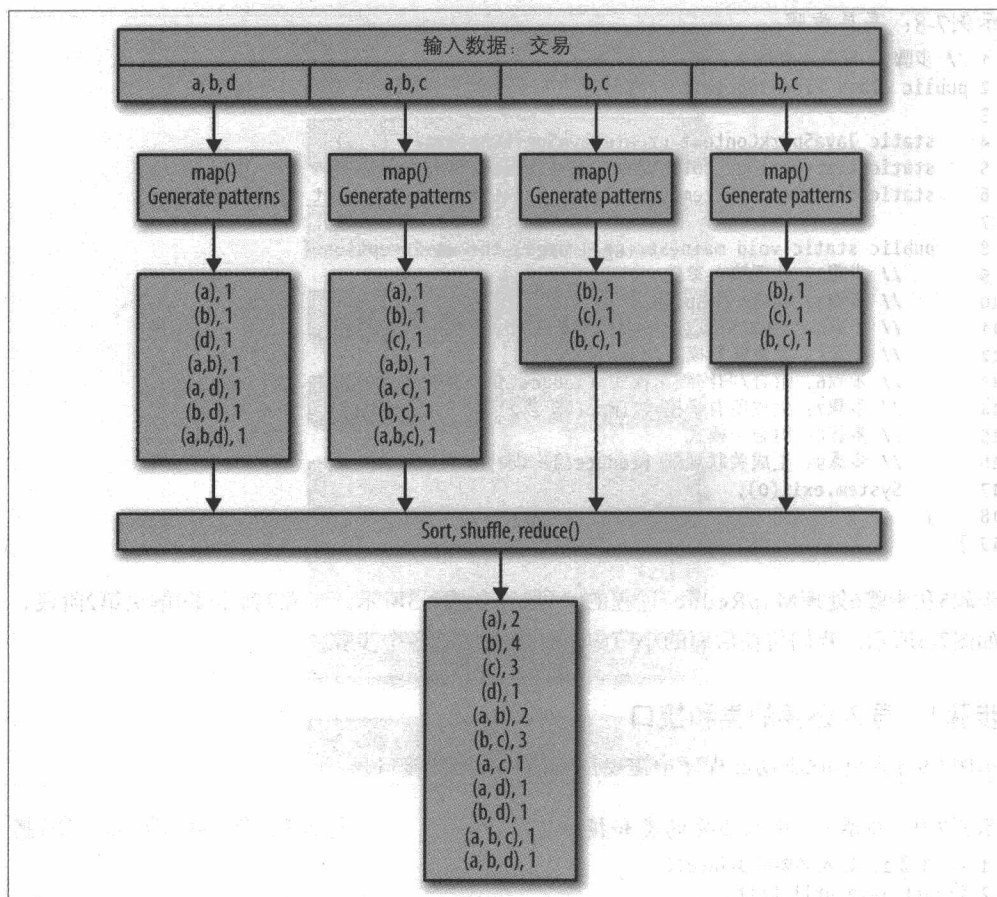 输入数据：交易
a, b, d
a, b, c
b, c
b, c
map()
Generate patterns
map()
Generate patterns
map()
Generate patterns
map()
Generate patterns
(a), 1
(b), 1
(d), 1
(a,b), 1
(a, d), 1
(b, d), 1
(a,b,d), 1
(a), 1
(b), 1
(c), 1
(a,b), 1
(a, c), 1
(b, c), 1
(a,b,c), 1
(b), 1
(c), 1
(b, c), 1
(b), 1
(c), 1
(b, c), 1
Sort, shuffle, reduce()
(a), 2
(b), 4
(c), 3
(d), 1
(a, b), 2
(b, c), 3
(a, c) 1
(a, d), 1
(b, d), 1
(a, b, c), 1
(a, b, d), 1